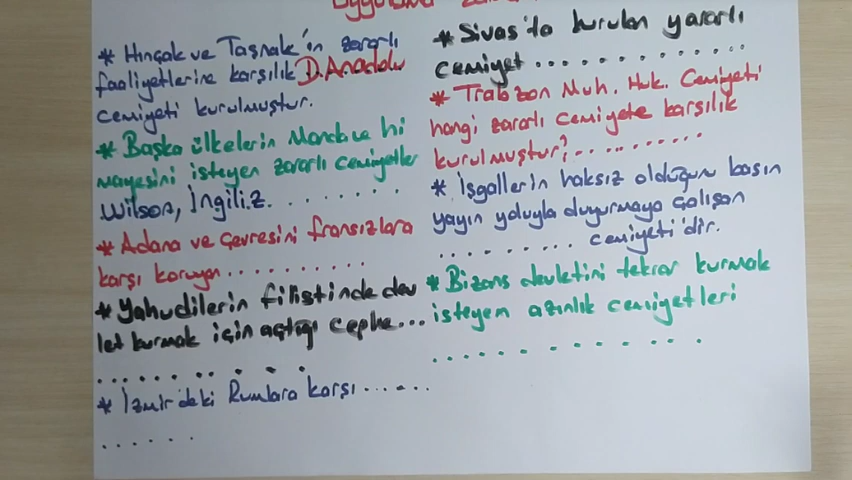 * Hınçak ve Taşnak'ın zararlı
faaliyetlerine karşılık D.Anadolu
cemiyeti kurulmuştur.
* Başka ülkelerin Manda ve hi
mayesini isteyen zararlı cemiyetler
Wilson, İngiliz. . . . . . . .
* Adana ve çevresini fransızlara
karşı koruyan . . . . . . . . . .
* Yahudilerin filistinde dev
let kurmak için açtığı cephe...
. . . . . . . . . . .
* İzmir'deki Rumlara karşı . . . . . .
. . . . . .
* Sivas'ta kurulan yararlı
cemiyet . . . . . . . . . . . . .
* Trabzon Muh. Huk. Cemiyeti
hangi zararlı cemiyete karşılık
kurulmuştur? . . . . . . . . . .
* İşgallerin haksız olduğunu basın
yayın yoluyla duyurmaya çalışan
. . . . . . . . . cemiyeti'dir.
* Bizans devletini tekrar kurmak
isteyen azınlık cemiyetleri
. . . . . . . . . . . . . .